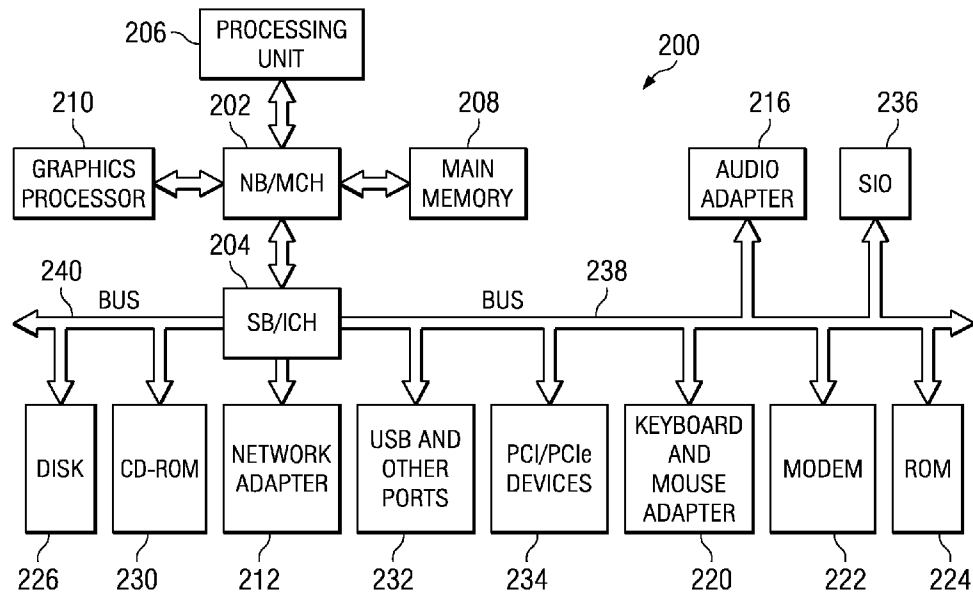 206
PROCESSING
UNIT
200
210
202
208
216
236
GRAPHICS
PROCESSOR
NB/MCH
MAIN
MEMORY
AUDIO
ADAPTER
SIO
204
240
BUS
SB/ICH
BUS
238
DISK
CD-ROM
NETWORK
ADAPTER
USB AND
OTHER
PORTS
PCI/PCIe
DEVICES
KEYBOARD
AND
MOUSE
ADAPTER
MODEM
ROM
226
230
212
232
234
220
222
224